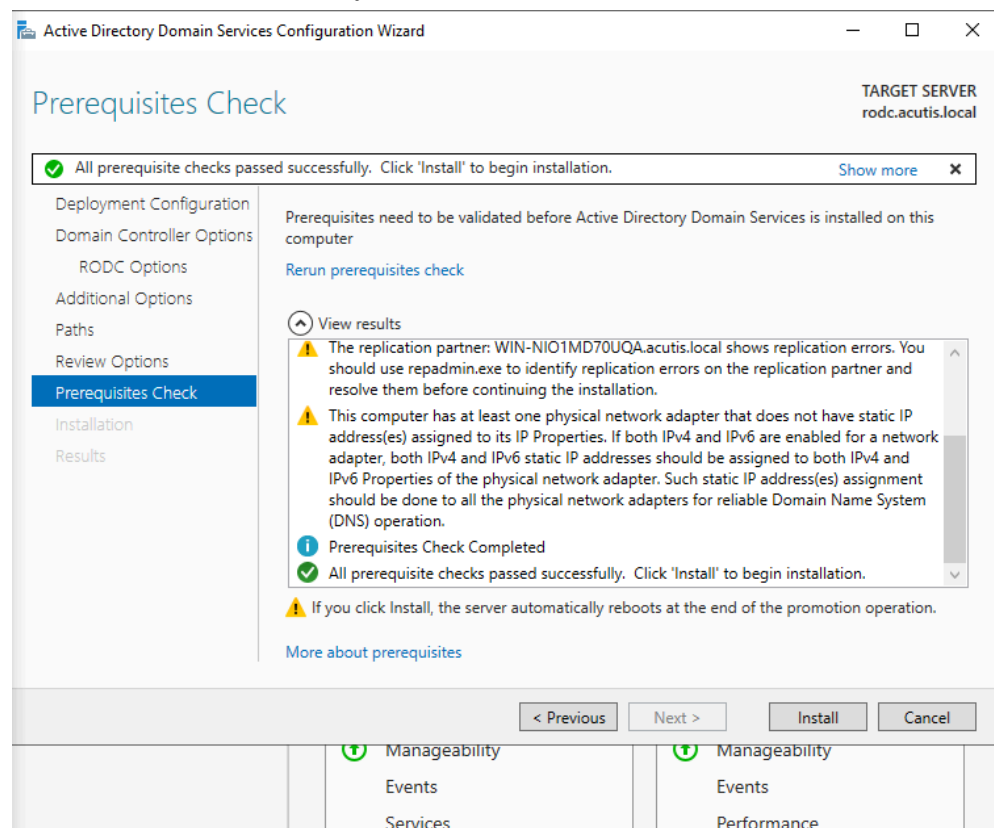 Active Directory Domain Services Configuration Wizard
Prerequisites Check
TARGET SERVER
rodc.acutis.local
All prerequisite checks passed successfully. Click 'Install' to begin installation.
Show more
Deployment Configuration
Domain Controller Options
RODC Options
Additional Options
Paths
Review Options
Prerequisites Check
Installation
Results
Prerequisites need to be validated before Active Directory Domain Services is installed on this
computer
Rerun prerequisites check
View results
The replication partner: WIN-NIO1MD70UQA.acutis.local shows replication errors. You
should use repadmin.exe to identify replication errors on the replication partner and
resolve them before continuing the installation.
This computer has at least one physical network adapter that does not have static IP
address(es) assigned to its IP Properties. If both IPv4 and IPv6 are enabled for a network
adapter, both IPv4 and IPv6 static IP addresses should be assigned to both IPv4 and
IPv6 Properties of the physical network adapter. Such static IP address(es) assignment
should be done to all the physical network adapters for reliable Domain Name System
(DNS) operation.
Prerequisites Check Completed
All prerequisite checks passed successfully. Click 'Install' to begin installation.
If you click Install, the server automatically reboots at the end of the promotion operation.
More about prerequisites
< Previous
Next >
Install
Cancel
Manageability
Manageability
Events
Events
Services
Performance